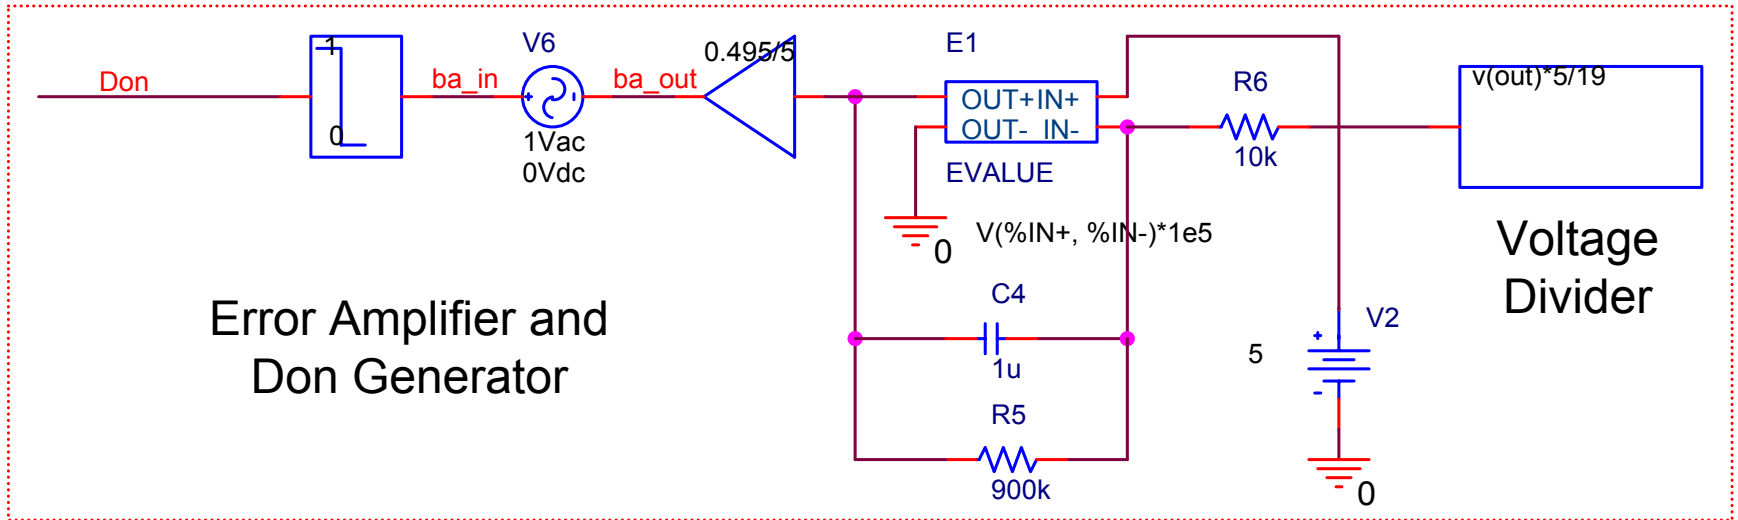 1
0
Don
ba_in
V6
1Vac
0Vdc
ba_out
0.495/5
E1
OUT+IN+
OUT- IN-
EVALUE
0
V(%IN+, %IN-)*1e5
R6
10k
v(out)*5/19
Voltage
Divider
Error Amplifier and
Don Generator
C4
1u
R5
900k
V2
+
5
-
0